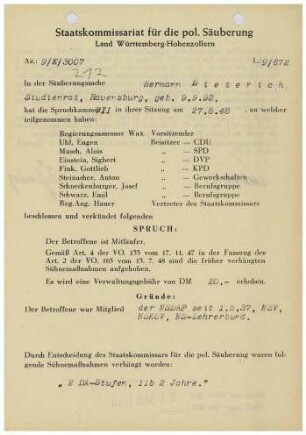 Staatskommissariat für die pol. Säuberung
Land Württemberg-Hohenzollern
Az.: 9/E/3007
L/9/672
212
In der Säuberungssache Hermann Dieterich,
Studienrat, Ravensburg, geb. 9.9.92,
hat die Spruchkammer VII in ihrer Sitzung am 27.8.48, an welcher
teilgenommen haben:
Regierungsassessor Wax Vorsitzender
Uhl, Eugen Beisitzer — CDU
Musch, Alois „ — SPD
Einstein, Sigbert „ — DVP
Fink, Gottlieb „ — KPD
Steinacher, Anton „ — Gewerkschaften
Schneckenburger, Josef „ — Berufsgruppe
Schwarz, Emil „ — Berufsgruppe
Reg.Ang. Hauer Vertreter des Staatskommissars
beschlossen und verkündet folgenden
SPRUCH:
Der Betroffene ist Mitläufer.
Gemäß Art. 4 der VO. 133 vom 17. 11. 47 in der Fassung des
Art. 2 der VO. 165 vom 13. 7. 48 sind die früher verhängten
Sühnemaßnahmen aufgehoben.
Es wird eine Verwaltungsgebühr von DM 20.- erhoben.
Gründe:
Der Betroffene war Mitglied der NSDAP seit 1.5.37, NSV,
NSKOV, NS-Lehrerbund.
Durch Entscheidung des Staatskommissars für die pol. Säuberung waren fol-
gende Sühnemaßnahmen verhängt worden:
„2 DA-Stufen, 11b 2 Jahre."